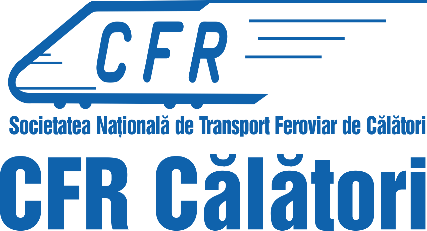 CFR
Societatea Națională de Transport Feroviar de Călători
CFR Călători